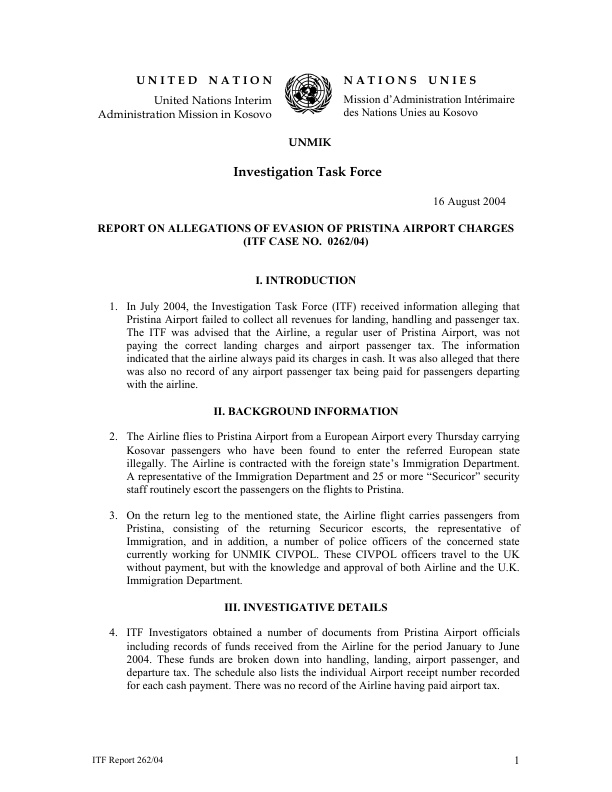 UNITED NATION
United Nations Interim
Administration Mission in Kosovo
NATIONS UNIES
Mission d’Administration Intérimaire
des Nations Unies au Kosovo
UNMIK
Investigation Task Force
16 August 2004
REPORT ON ALLEGATIONS OF EVASION OF PRISTINA AIRPORT CHARGES
(ITF CASE NO. 0262/04)
I. INTRODUCTION
1. In July 2004, the Investigation Task Force (ITF) received information alleging that
Pristina Airport failed to collect all revenues for landing, handling and passenger tax.
The ITF was advised that the Airline, a regular user of Pristina Airport, was not
paying the correct landing charges and airport passenger tax. The information
indicated that the airline always paid its charges in cash. It was also alleged that there
was also no record of any airport passenger tax being paid for passengers departing
with the airline.
II. BACKGROUND INFORMATION
2. The Airline flies to Pristina Airport from a European Airport every Thursday carrying
Kosovar passengers who have been found to enter the referred European state
illegally. The Airline is contracted with the foreign state’s Immigration Department.
A representative of the Immigration Department and 25 or more “Securicor” security
staff routinely escort the passengers on the flights to Pristina.
3. On the return leg to the mentioned state, the Airline flight carries passengers from
Pristina, consisting of the returning Securicor escorts, the representative of
Immigration, and in addition, a number of police officers of the concerned state
currently working for UNMIK CIVPOL. These CIVPOL officers travel to the UK
without payment, but with the knowledge and approval of both Airline and the U.K.
Immigration Department.
III. INVESTIGATIVE DETAILS
4. ITF Investigators obtained a number of documents from Pristina Airport officials
including records of funds received from the Airline for the period January to June
2004. These funds are broken down into handling, landing, airport passenger, and
departure tax. The schedule also lists the individual Airport receipt number recorded
for each cash payment. There was no record of the Airline having paid airport tax.
ITF Report 262/04
1